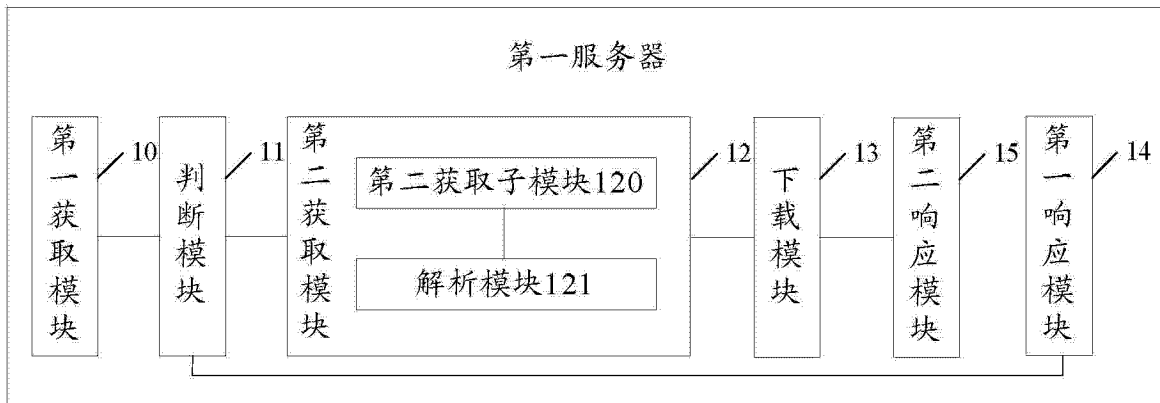 第一服务器
第一获取模块
10
判断模块
11
第二获取模块
第二获取子模块120
解析模块121
12
下载模块
13
第二响应模块
15
第一响应模块
14